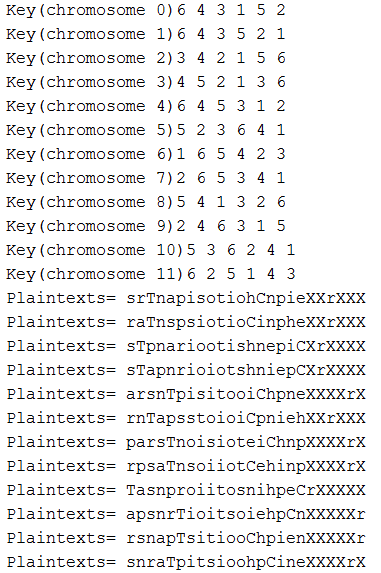 Key(chromosome 0)6 4 3 1 5 2
Key(chromosome 1)6 4 3 5 2 1
Key(chromosome 2)3 4 2 1 5 6
Key(chromosome 3)4 5 2 1 3 6
Key(chromosome 4)6 4 5 3 1 2
Key(chromosome 5)5 2 3 6 4 1
Key(chromosome 6)1 6 5 4 2 3
Key(chromosome 7)2 6 5 3 4 1
Key(chromosome 8)5 4 1 3 2 6
Key(chromosome 9)2 4 6 3 1 5
Key(chromosome 10)5 3 6 2 4 1
Key(chromosome 11)6 2 5 1 4 3
Plaintexts= srTnapisotiohCnpieXXrXXX
Plaintexts= raTnspsiotioCinpheXXrXXX
Plaintexts= sTpnariootishnepiCXrXXXX
Plaintexts= sTapnrioiotshniepCXrXXXX
Plaintexts= arsnTpisitooiChpneXXXXrX
Plaintexts= rnTapsstoioiCpniehXXrXXX
Plaintexts= parsTnoisioteiChnpXXXXrX
Plaintexts= rpsaTnsoiiotCehinpXXXXrX
Plaintexts= TasnproiitosnihpeCrXXXXX
Plaintexts= apsnrTioitsoiehpCnXXXXXr
Plaintexts= rsnapTsitiooChpienXXXXXr
Plaintexts= snraTpitsioohpCineXXXXrX